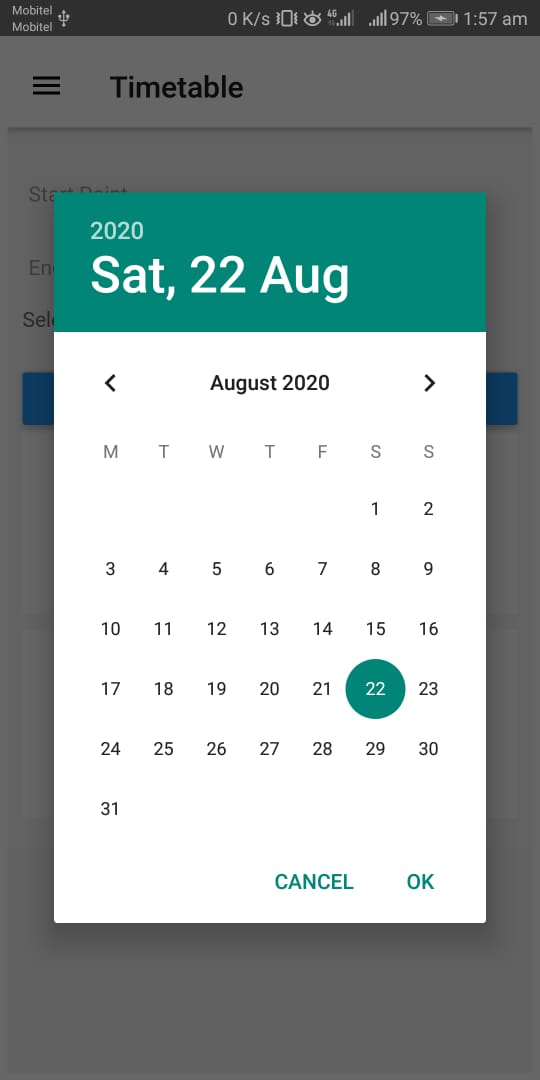 Mobitel
Mobitel
0 K/s 4G 97% 1:57 am
Timetable
2020
Sat, 22 Aug
August 2020
M T W T F S S
1 2
3 4 5 6 7 8 9
10 11 12 13 14 15 16
17 18 19 20 21 22 23
24 25 26 27 28 29 30
31
CANCEL OK